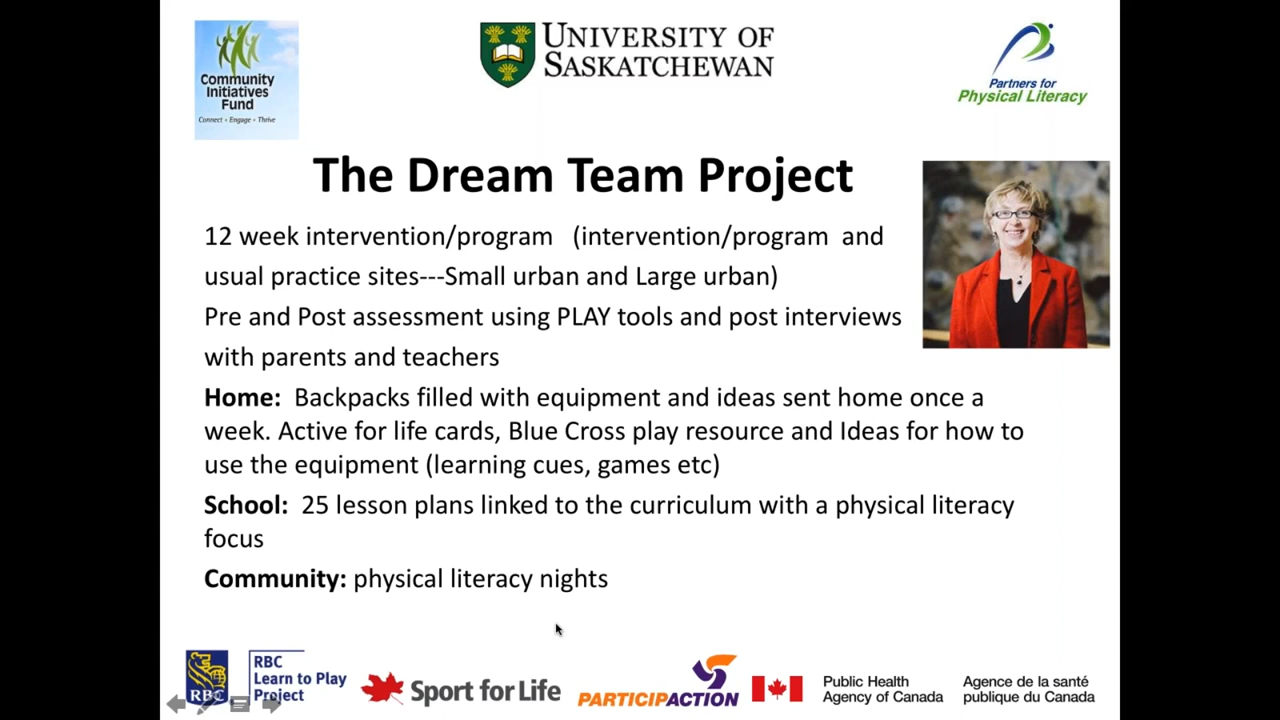 Community
Initiatives
Fund
Connect • Engage • Thrive
UNIVERSITY OF
SASKATCHEWAN
Partners for
Physical Literacy
The Dream Team Project
12 week intervention/program (intervention/program and
usual practice sites---Small urban and Large urban)
Pre and Post assessment using PLAY tools and post interviews
with parents and teachers
Home: Backpacks filled with equipment and ideas sent home once a
week. Active for life cards, Blue Cross play resource and Ideas for how to
use the equipment (learning cues, games etc)
School: 25 lesson plans linked to the curriculum with a physical literacy
focus
Community: physical literacy nights
RBC
RBC
Learn to Play
Project
Sport for Life
PARTICIPACTION
Public Health
Agency of Canada
Agence de la santé
publique du Canada